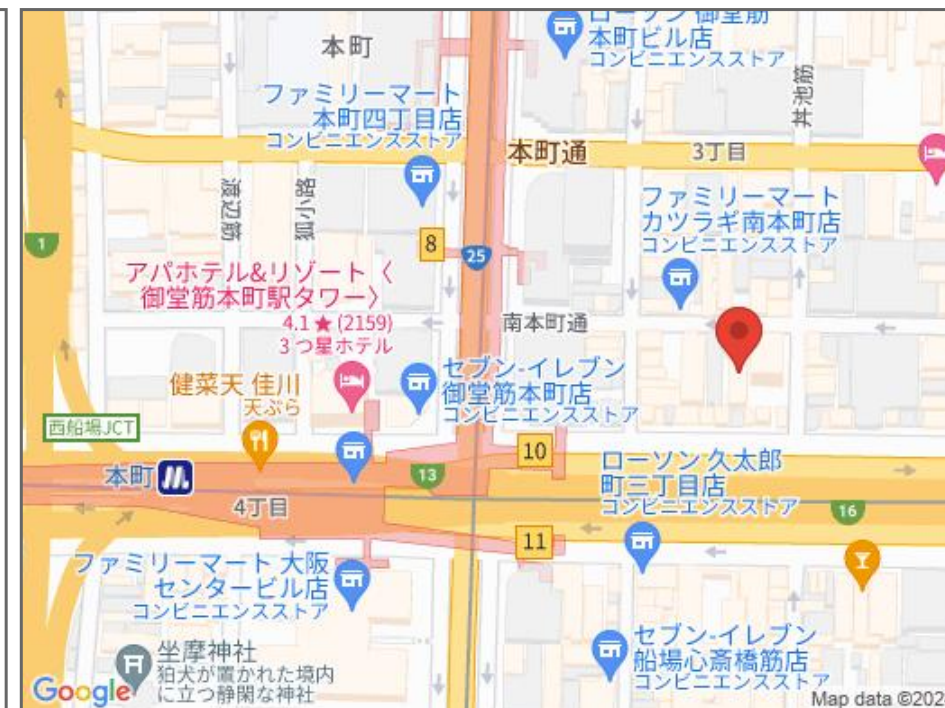 ローソン 御堂筋
本町ビル店
コンビニエンスストア
本町
ファミリーマート
本町四丁目店
コンビニエンスストア
本町通
3丁目
丼池筋
渡辺筋
狐小路
ファミリーマート
カツラギ南本町店
コンビニエンスストア
1
8
25
アパホテル&リゾート〈
御堂筋本町駅タワー〉
4.1★(2159)
3 つ星ホテル
南本町通
セブン-イレブン
御堂筋本町店
コンビニエンスストア
健菜天 佳川
天ぷら
西船場JCT
本町
13
10
ローソン 久太郎
町三丁目店
コンビニエンスストア
4丁目
16
11
ファミリーマート 大阪
センタービル店
コンビニエンスストア
セブン-イレブン
船場心斎橋筋店
コンビニエンスストア
坐摩神社
狛犬が置かれた境内
に立つ静閑な神社
Google
Map data ©202